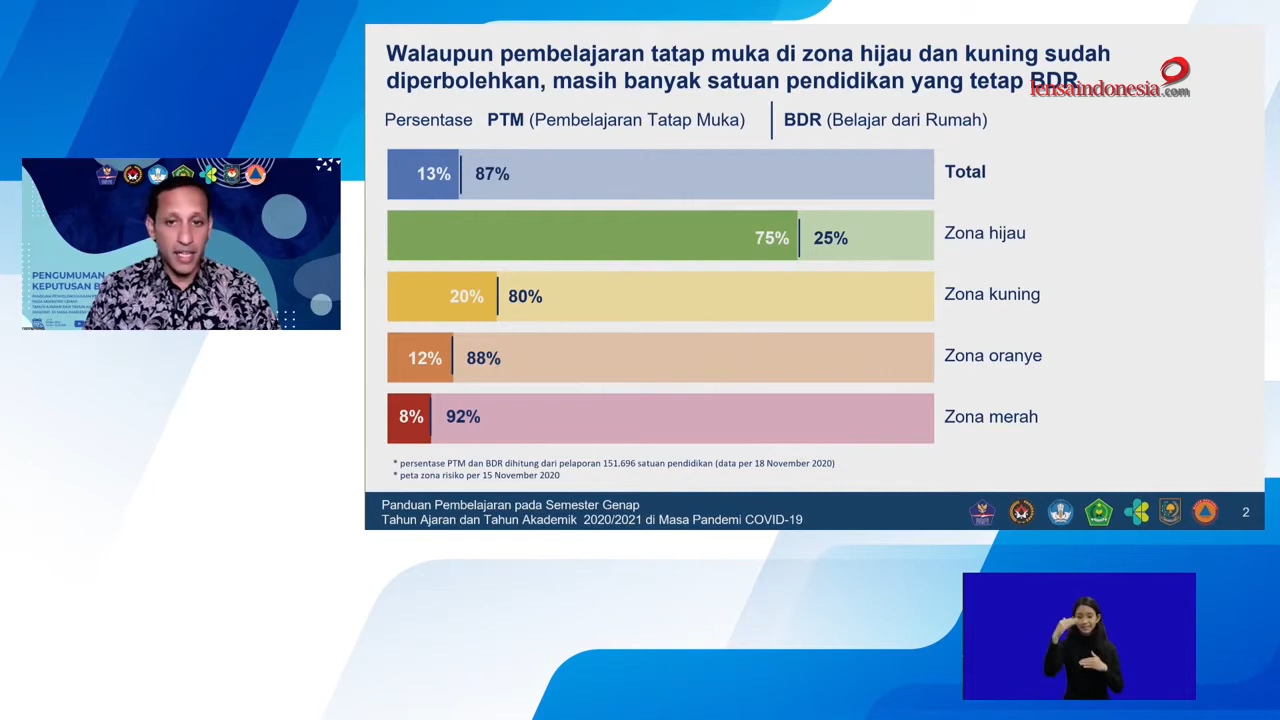 Walaupun pembelajaran tatap muka di zona hijau dan kuning sudah
diperbolehkan, masih banyak satuan pendidikan yang tetap BDR
lensaindonesia.com
Persentase PTM (Pembelajaran Tatap Muka) BDR (Belajar dari Rumah)
13% 87% Total
75% 25% Zona hijau
20% 80% Zona kuning
12% 88% Zona oranye
8% 92% Zona merah
* persentase PTM dan BDR dihitung dari pelaporan 151.696 satuan pendidikan (data per 18 November 2020)
* peta zona risiko per 15 November 2020
Panduan Pembelajaran pada Semester Genap
Tahun Ajaran dan Tahun Akademik 2020/2021 di Masa Pandemi COVID-19
2
PENGUMUMAN
KEPUTUSAN B